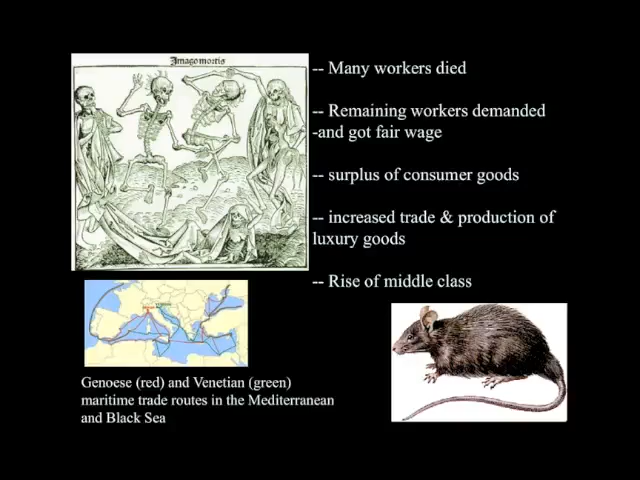 Imago mortis
-- Many workers died
-- Remaining workers demanded
-and got fair wage
-- surplus of consumer goods
-- increased trade & production of
luxury goods
-- Rise of middle class
Genoese (red) and Venetian (green)
maritime trade routes in the Mediterranean
and Black Sea